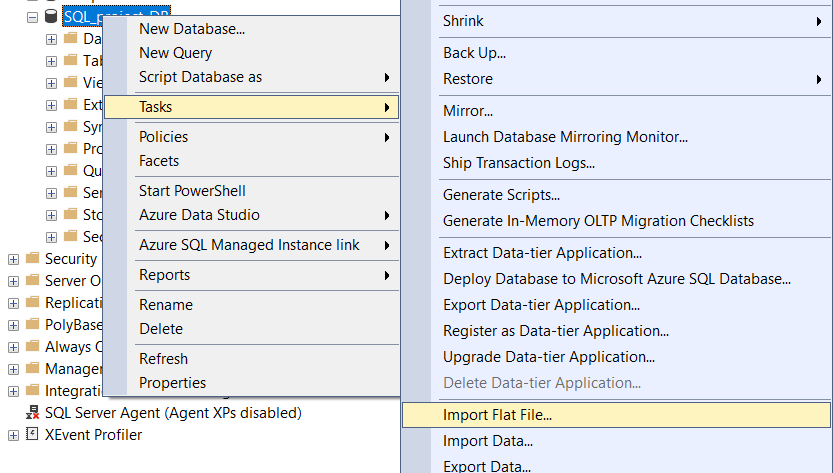 SQL_project_DB
Da
Tab
Vie
Ext
Syn
Pro
Qu
Ser
Sto
Sec
Security
Server O
Replicati
PolyBase
Always O
Manager
Integratio
SQL Server Agent (Agent XPs disabled)
XEvent Profiler
New Database...
New Query
Script Database as
Tasks
Policies
Facets
Start PowerShell
Azure Data Studio
Azure SQL Managed Instance link
Reports
Rename
Delete
Refresh
Properties
Shrink
Back Up...
Restore
Mirror...
Launch Database Mirroring Monitor...
Ship Transaction Logs...
Generate Scripts...
Generate In-Memory OLTP Migration Checklists
Extract Data-tier Application...
Deploy Database to Microsoft Azure SQL Database...
Export Data-tier Application...
Register as Data-tier Application...
Upgrade Data-tier Application...
Delete Data-tier Application...
Import Flat File...
Import Data...
Export Data...